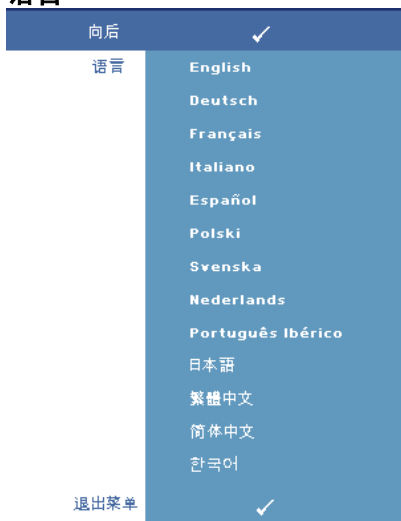 语言
向后 ✓
语言 English
Deutsch
Français
Italiano
Español
Polski
Svenska
Nederlands
Português Ibérico
日本語
繁體中文
简体中文
한국어
退出菜单 ✓